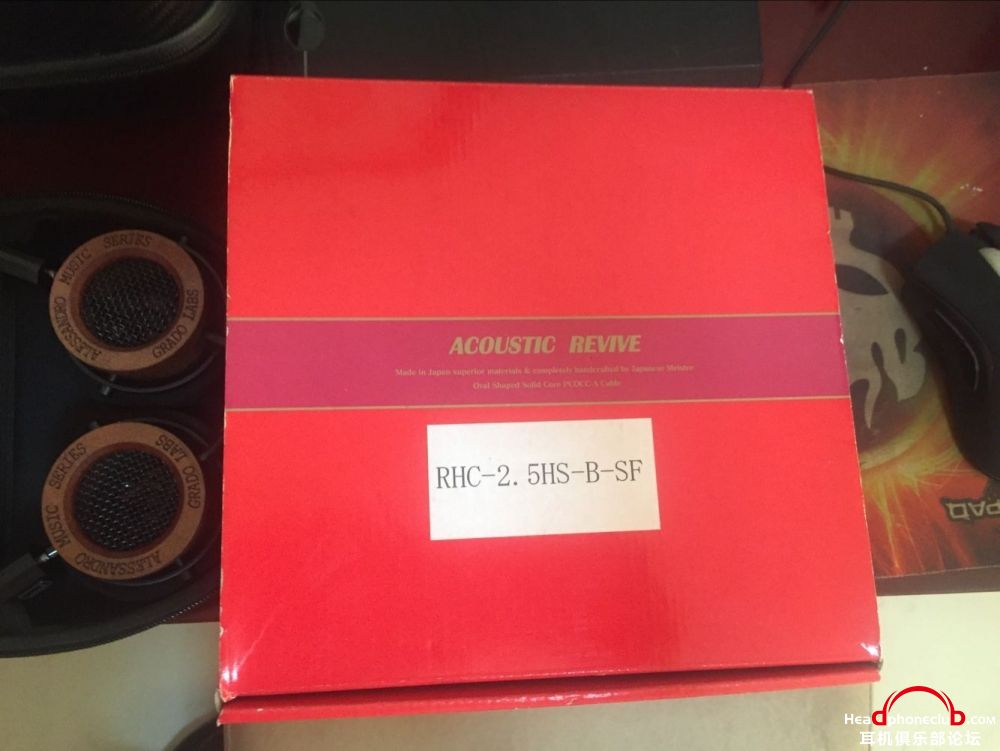 ACOUSTIC REVIVE
Made in Japan superior materials & completely handcrafted by Japanese Meister
Oval Shaped Solid Core PCOCC-A Cable
RHC-2.5HS-B-SF
ALESSANDRO MUSIC SERIES
GRADO LABS
ALESSANDRO MUSIC SERIES
GRADO LABS
PAD
Headphoneclub.com
耳机俱乐部论坛